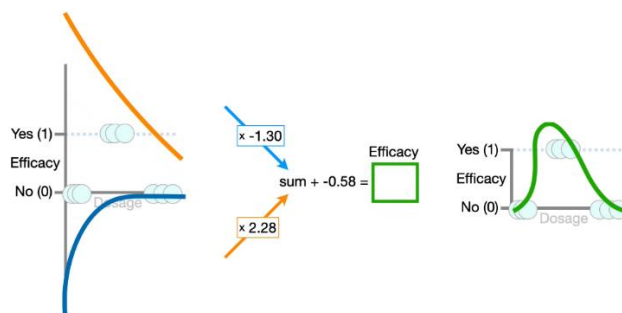 Yes (1)
Efficacy
No (0)
Dosage
x -1.30
sum + -0.58 =
Efficacy
x 2.28
Yes (1)
Efficacy
No (0)
Dosage